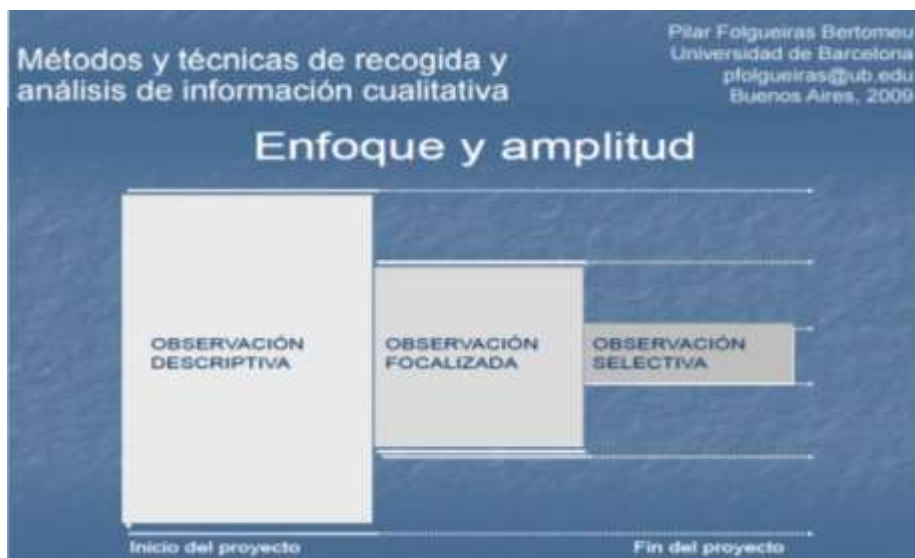 Métodos y técnicas de recogida y
análisis de información cualitativa
Pilar Folgueiras Bertomeu
Universidad de Barcelona
pfolgueiras@ub.edu
Buenos Aires, 2009
Enfoque y amplitud
OBSERVACIÓN
DESCRIPTIVA
OBSERVACIÓN
FOCALIZADA
OBSERVACIÓN
SELECTIVA
Inicio del proyecto
Fin del proyecto